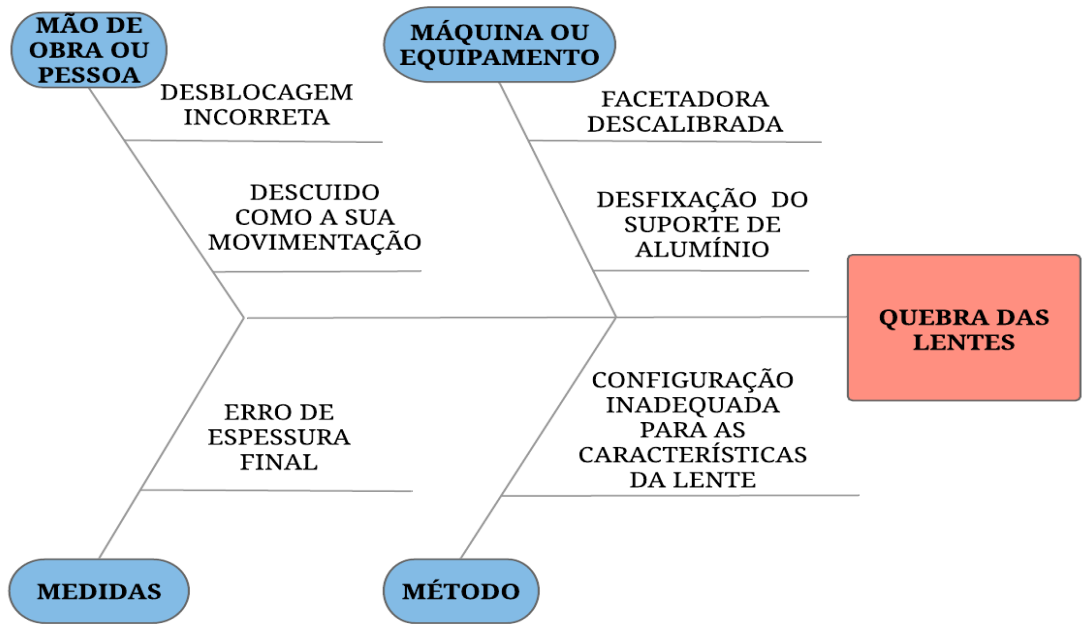 MÃO DE
OBRA OU
PESSOA
DESBLOCAGEM
INCORRETA
DESCUIDO
COMO A SUA
MOVIMENTAÇÃO
MÁQUINA OU
EQUIPAMENTO
FACETADORA
DESCALIBRADA
DESFIXAÇÃO DO
SUPORTE DE
ALUMÍNIO
QUEBRA DAS
LENTES
ERRO DE
ESPESSURA
FINAL
MEDIDAS
CONFIGURAÇÃO
INADEQUADA
PARA AS
CARACTERÍSTICAS
DA LENTE
MÉTODO